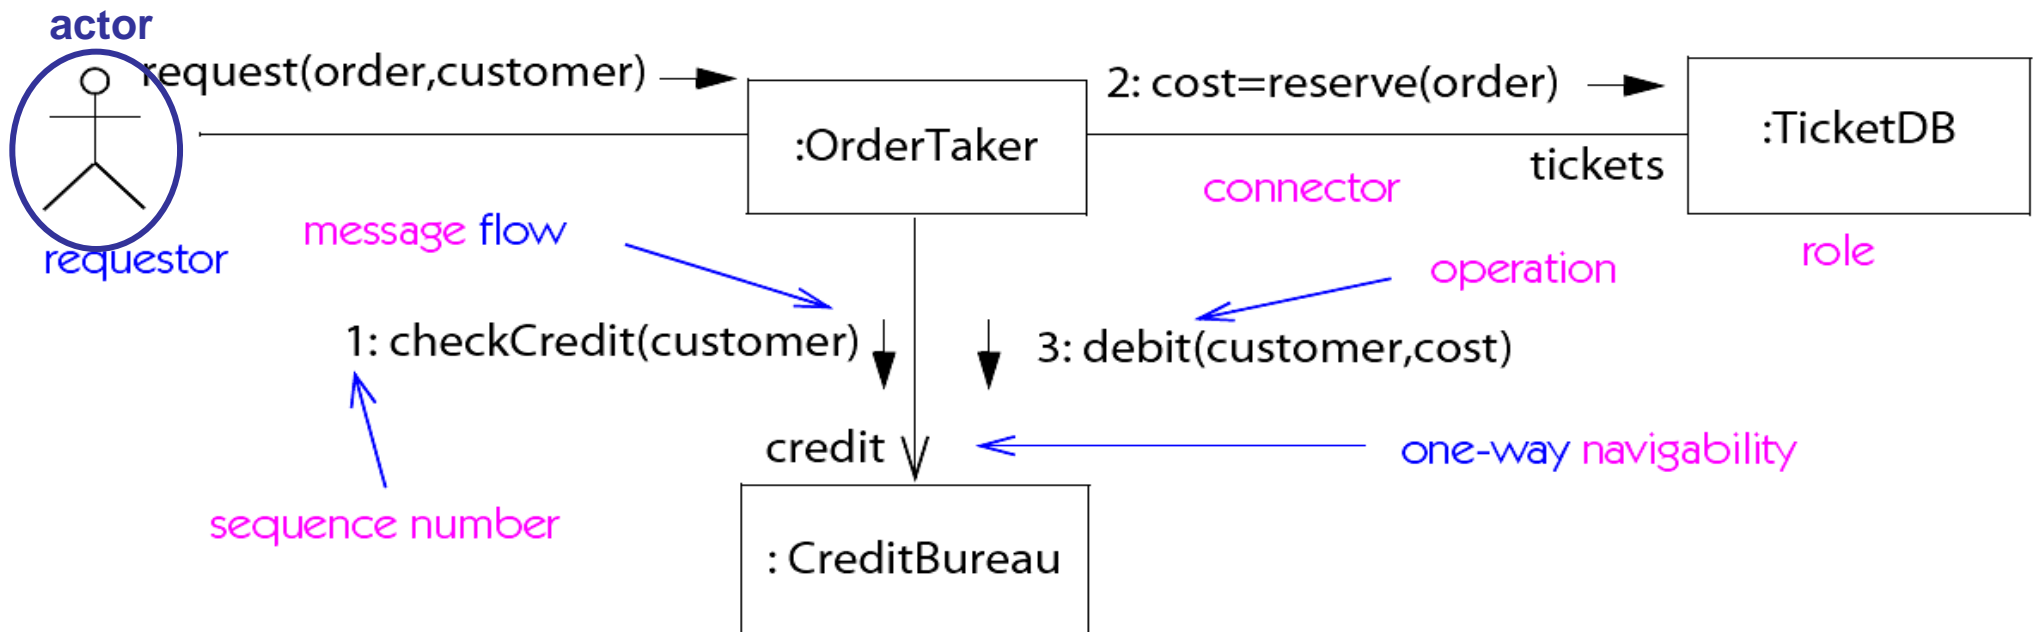 actor
request(order,customer)
2: cost=reserve(order)
:OrderTaker
:TicketDB
tickets
connector
message flow
requestor
operation
role
1: checkCredit(customer)
3: debit(customer,cost)
credit
one-way navigability
sequence number
: CreditBureau